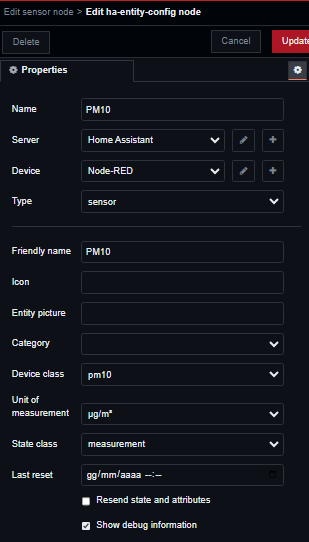 Edit sensor node > Edit ha-entity-config node
Delete
Cancel
Update
Properties
Name
PM10
Server
Home Assistant
Device
Node-RED
Type
sensor
Friendly name
PM10
Icon
Entity picture
Category
Device class
pm10
Unit of
measurement
µg/m³
State class
measurement
Last reset
gg/mm/aaaa --:--
Resend state and attributes
Show debug information